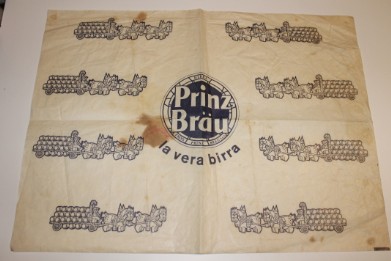 Prinz
Bräu
la vera birra